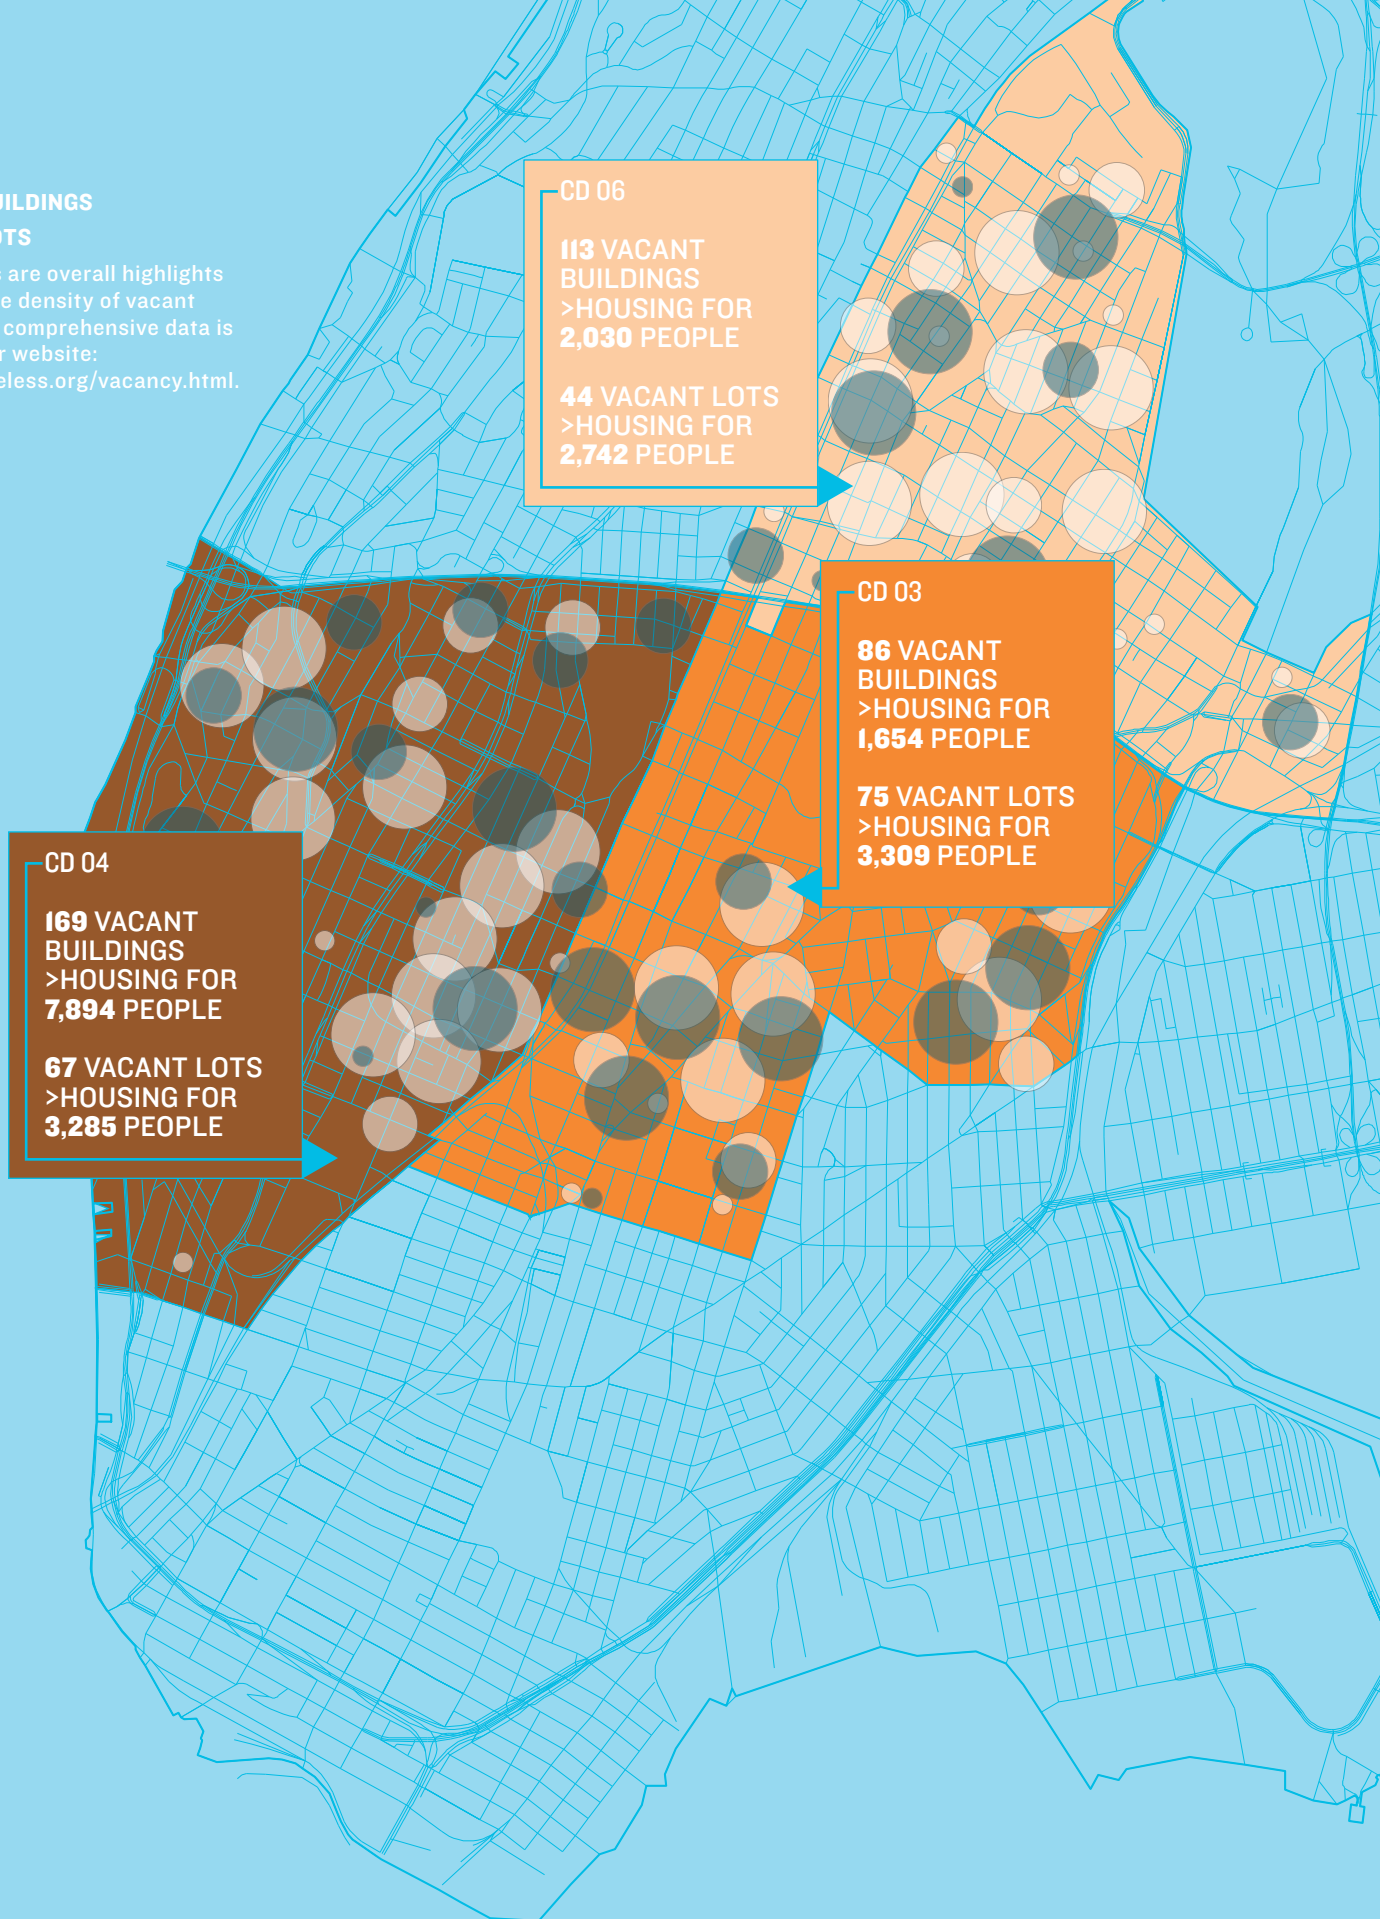 BUILDINGS
are overall highlights
density of vacant
comprehensive data is
website:
eless.org/vacancy.html.
CD 06
113 VACANT
BUILDINGS
>HOUSING FOR
2,030 PEOPLE
44 VACANT LOTS
>HOUSING FOR
2,742 PEOPLE
CD 03
86 VACANT
BUILDINGS
>HOUSING FOR
1,654 PEOPLE
75 VACANT LOTS
>HOUSING FOR
3,309 PEOPLE
CD 04
169 VACANT
BUILDINGS
>HOUSING FOR
7,894 PEOPLE
67 VACANT LOTS
>HOUSING FOR
3,285 PEOPLE